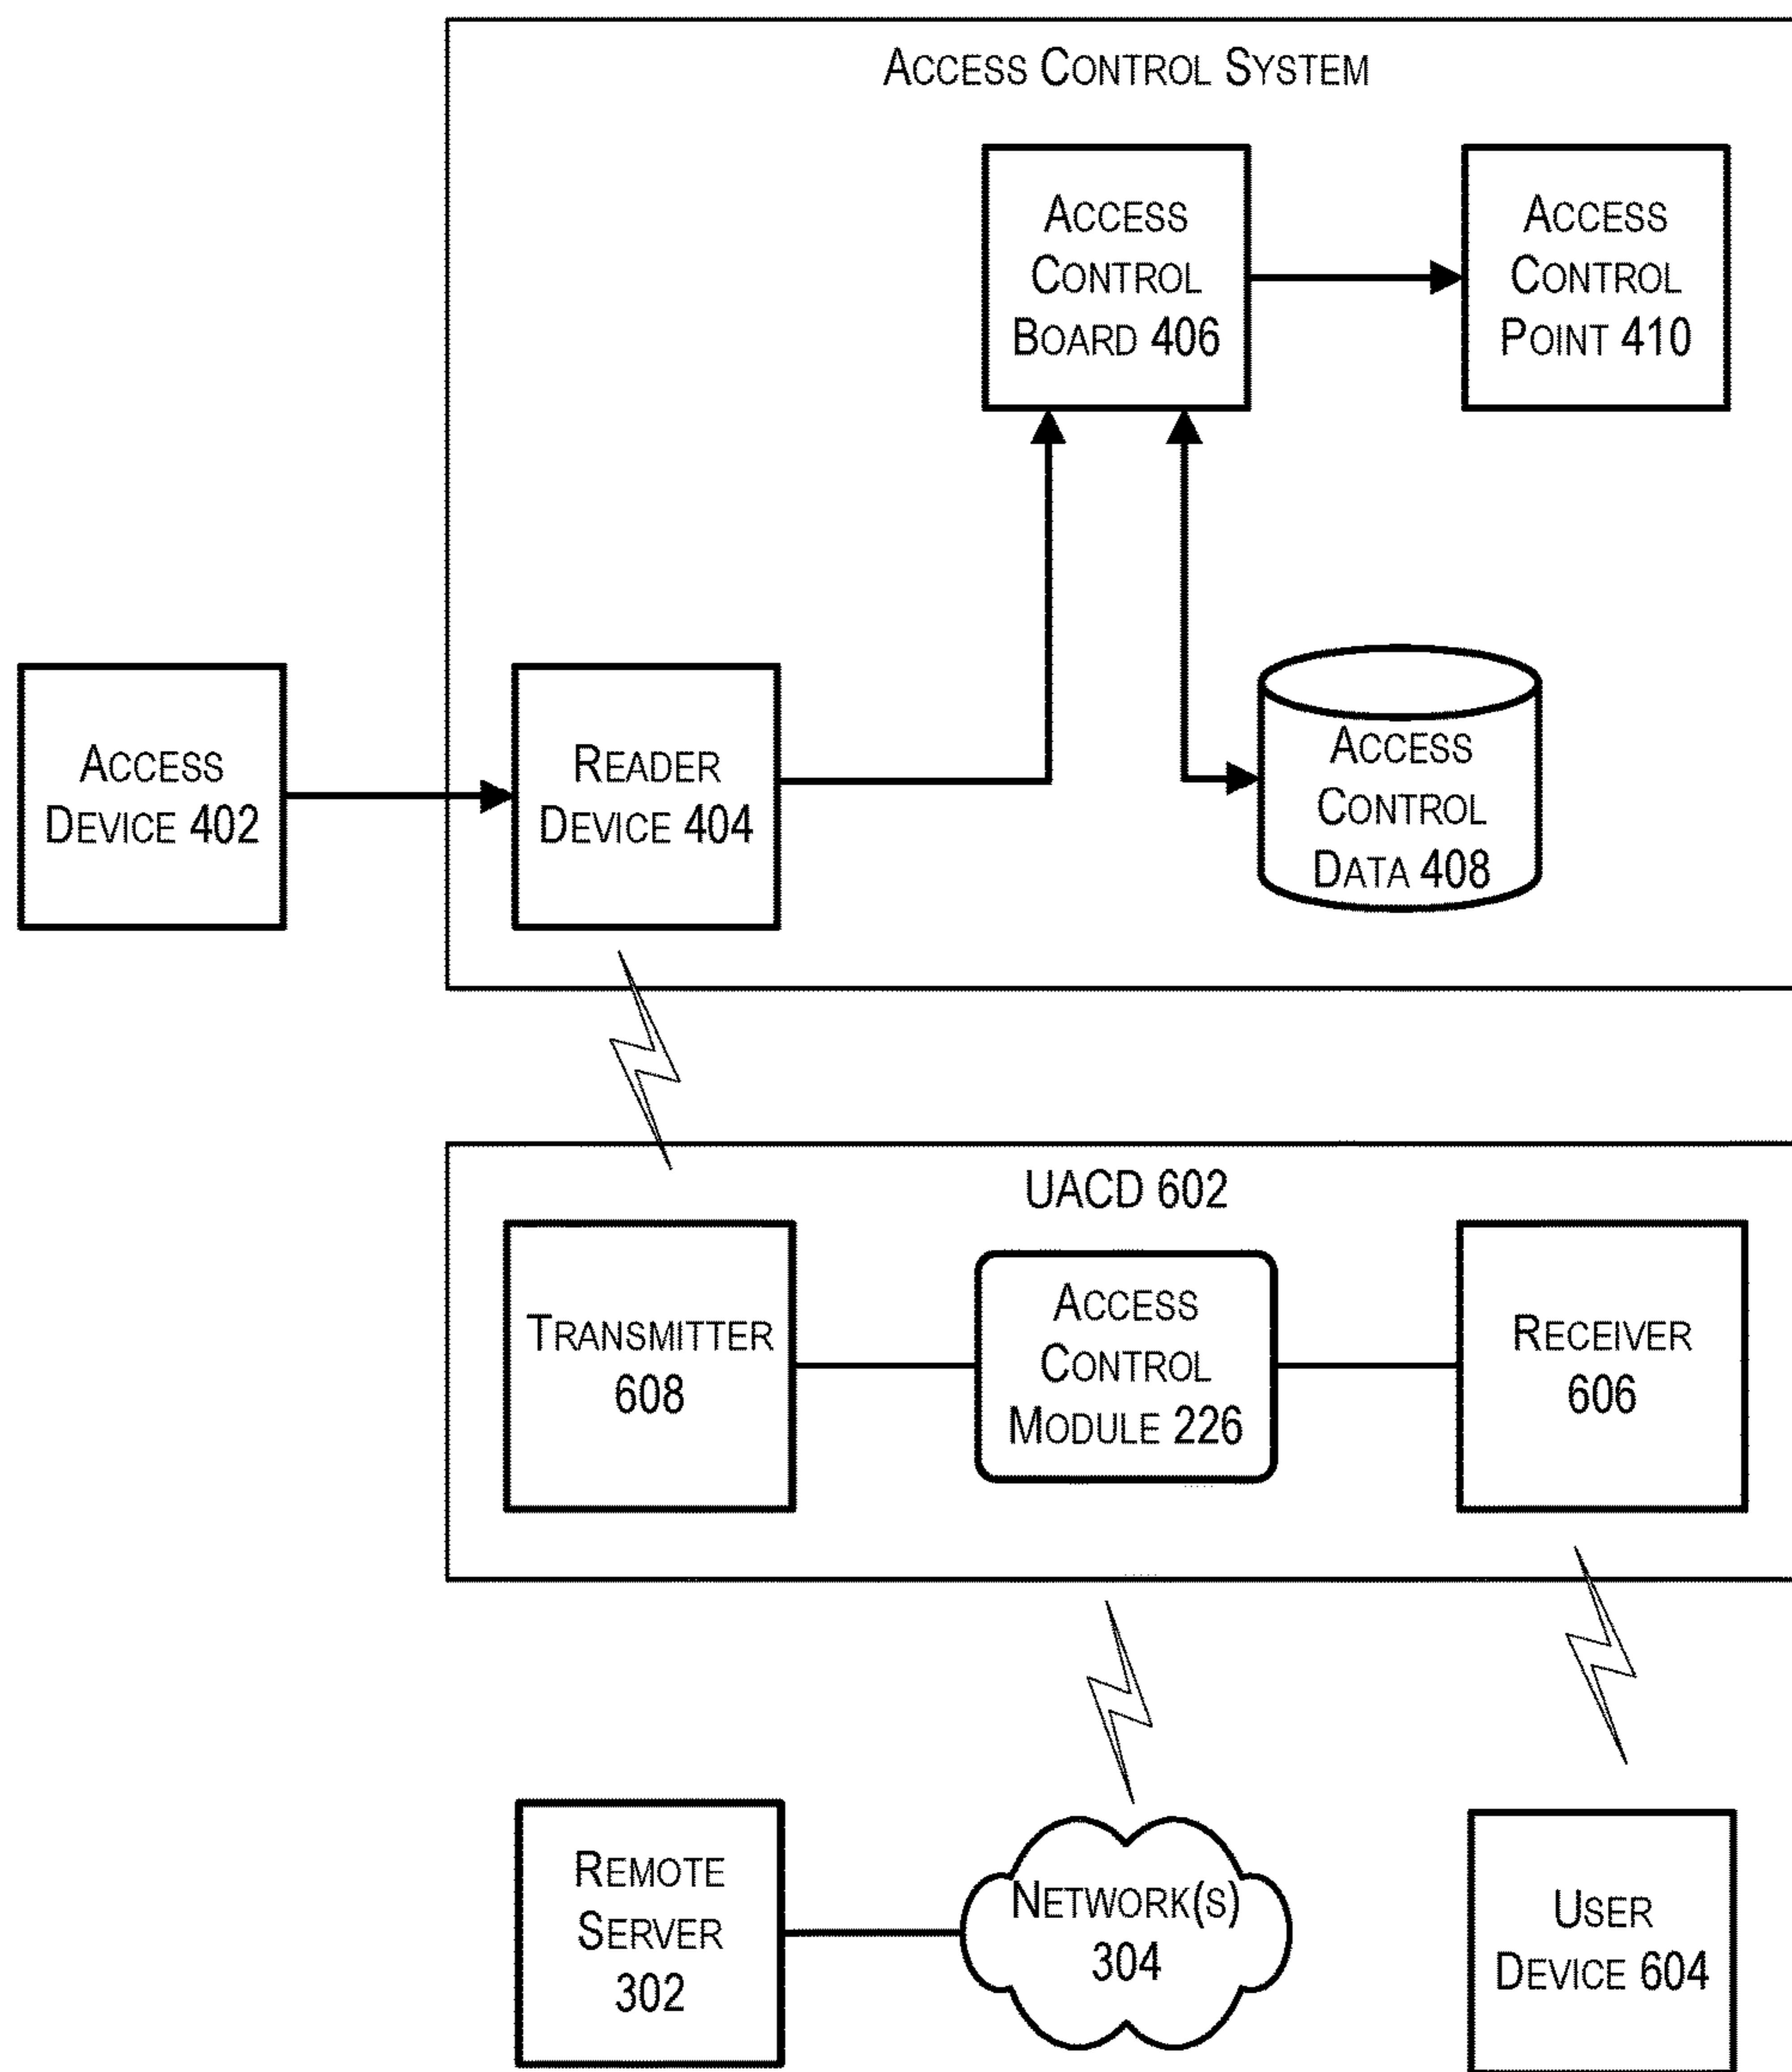 ACCESS CONTROL SYSTEM
ACCESS
CONTROL
BOARD 406
ACCESS
CONTROL
POINT 410
ACCESS
DEVICE 402
READER
DEVICE 404
ACCESS
CONTROL
DATA 408
UACD 602
TRANSMITTER
608
ACCESS
CONTROL
MODULE 226
RECEIVER
606
REMOTE
SERVER
302
NETWORK(S)
304
USER
DEVICE 604